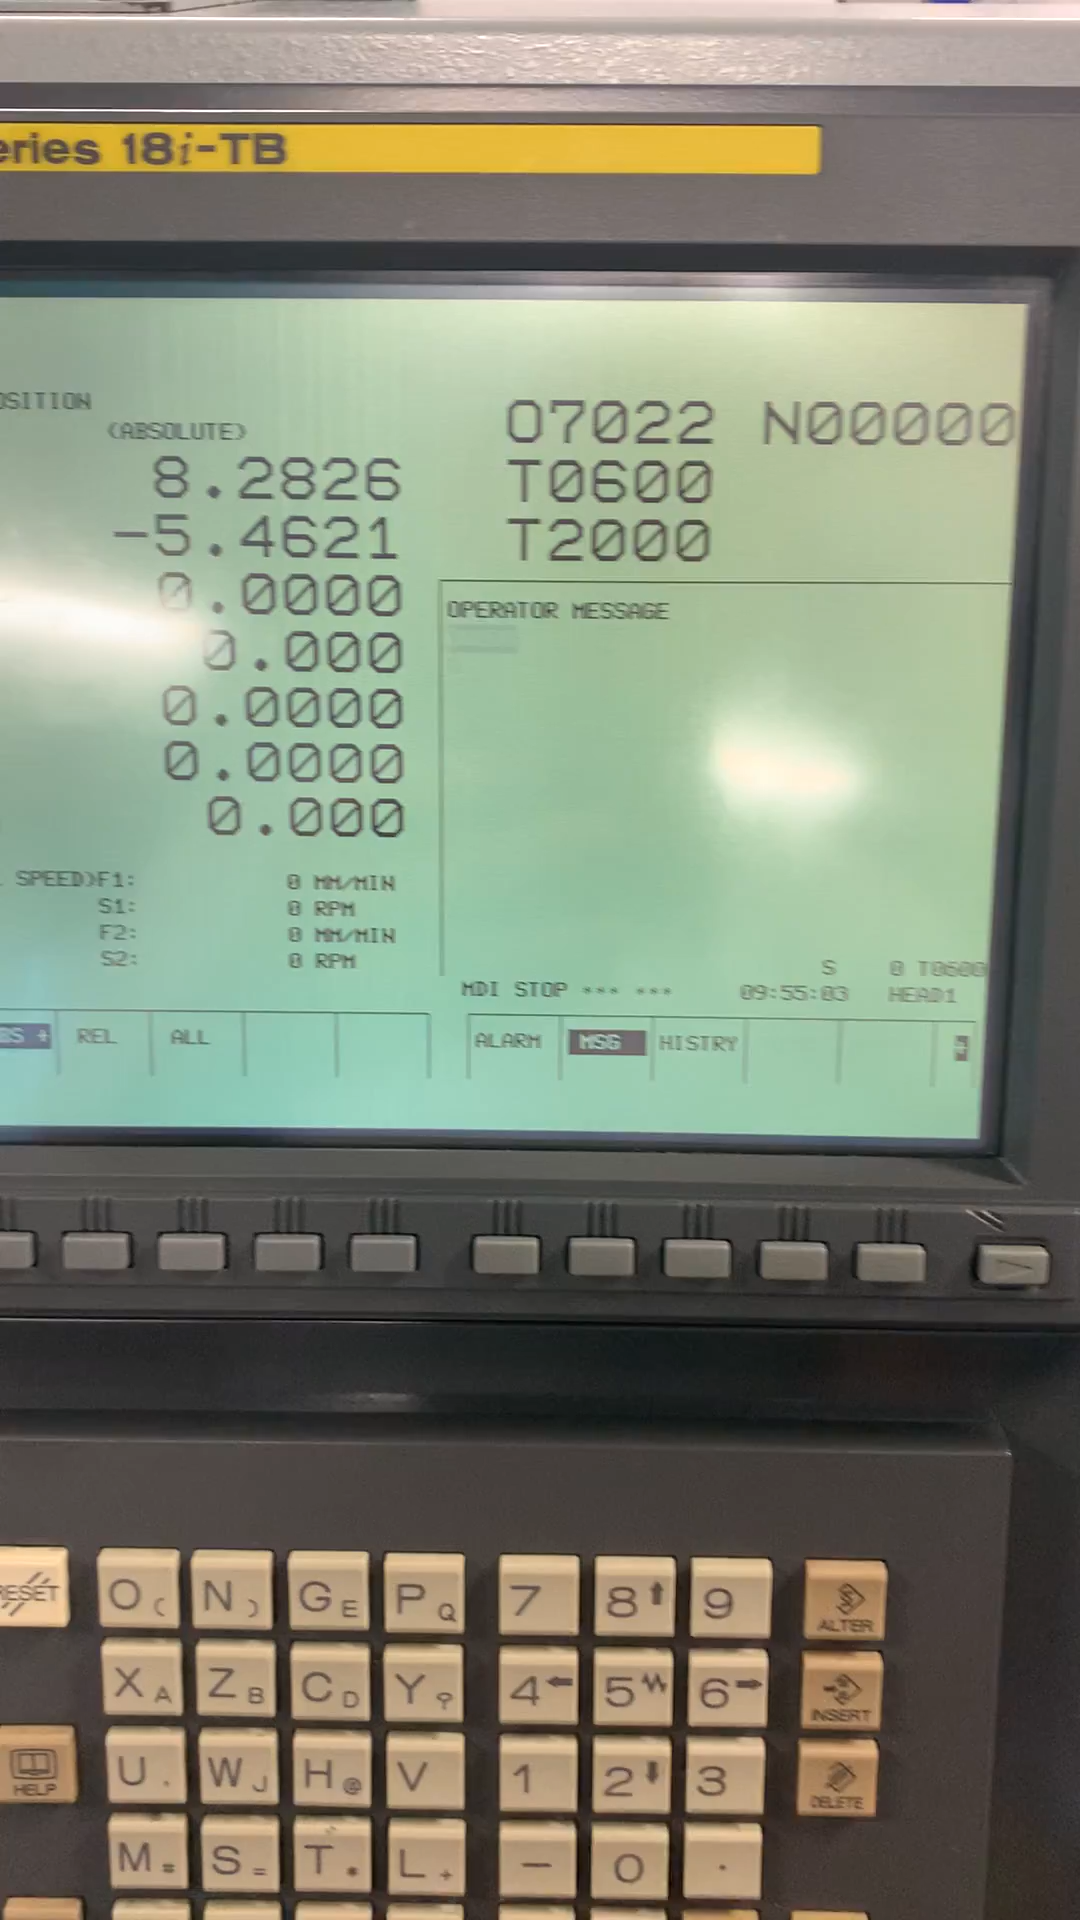 eries 18i-TB
OSITION
(ABSOLUTE)
O7022 N00000
8.2826
T0600
-5.4621
T2000
0.0000
OPERATOR MESSAGE
0.000
0.0000
0.0000
0.000
SPEED)F1: 0 MM/MIN
S1: 0 RPM
F2: 0 MM/MIN
S2: 0 RPM
S 0 T0600
MDI STOP *** *** 09:55:03 HEAD1
OS + REL ALL ALARM MSG HISTRY
RESET O ( N ) G E P Q 7 8 ⬆ 9 ALTER
X A Z B C D Y ? 4 ⬅ 5 6 ➡ INSERT
HELP U . W J H @ V 1 2 ⬇ 3 DELETE
M # S = T * L + - 0 .